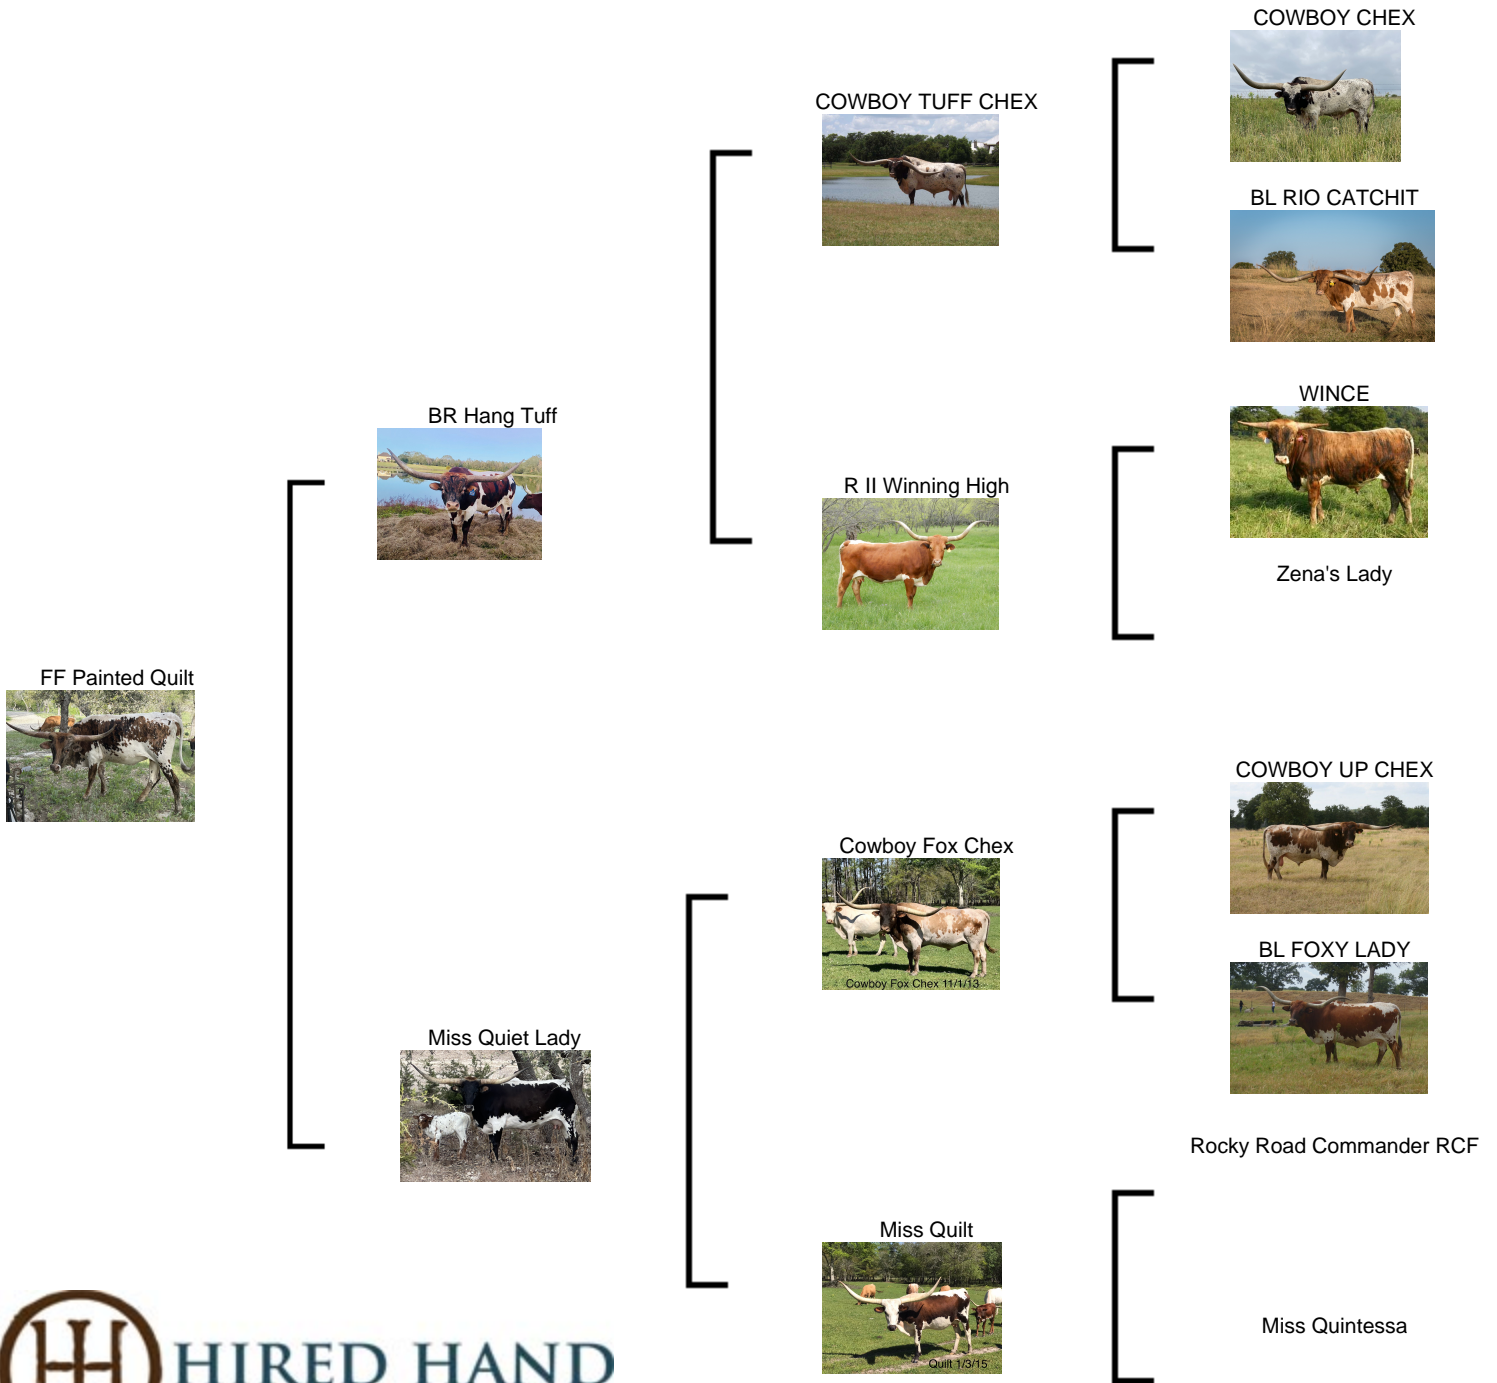 COWBOY CHEX
COWBOY TUFF CHEX
BL RIO CATCHIT
WINCE
BR Hang Tuff
R II Winning High
Zena's Lady
FF Painted Quilt
COWBOY UP CHEX
Cowboy Fox Chex
Cowboy Fox Chex 11/1/13
BL FOXY LADY
Miss Quiet Lady
Rocky Road Commander RCF
Miss Quilt
Quilt 1/3/15
Miss Quintessa
HIRED HAND